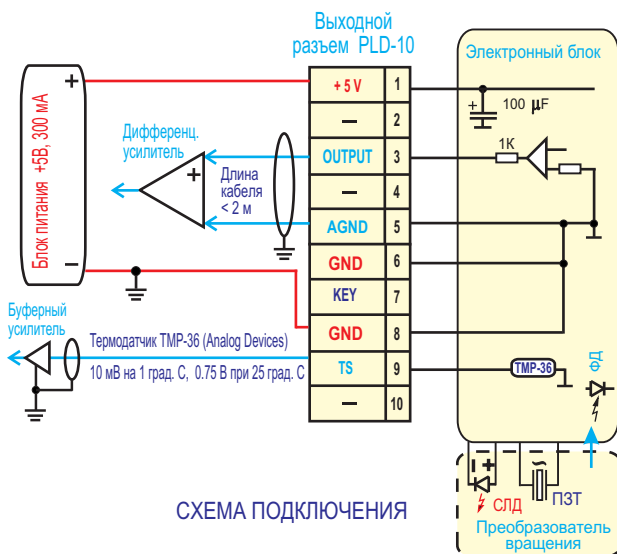 Выходной
разъем PLD-10
Электронный блок
Блок питания +5В, 300 мА
+
−
Дифференц.
усилитель
+
Длина
кабеля
< 2 м
+ 5 V 1
— 2
OUTPUT 3
— 4
AGND 5
GND 6
KEY 7
GND 8
TS 9
— 10
+
100 µF
1К
TMP-36
ФД
Буферный
усилитель
Термодатчик TMP-36 (Analog Devices)
10 мВ на 1 град. С, 0.75 В при 25 град. С
− +
~
СЛД
ПЗТ
Преобразователь
вращения
СХЕМА ПОДКЛЮЧЕНИЯ